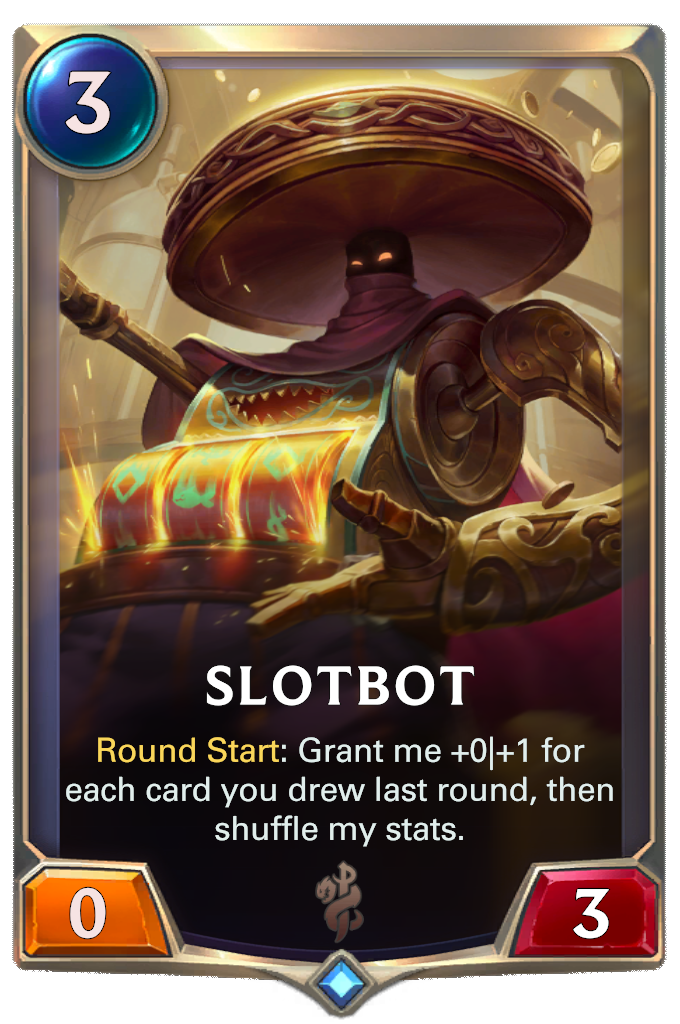 3
SLOTBOT
Round Start: Grant me +0|+1 for
each card you drew last round, then
shuffle my stats.
0
3